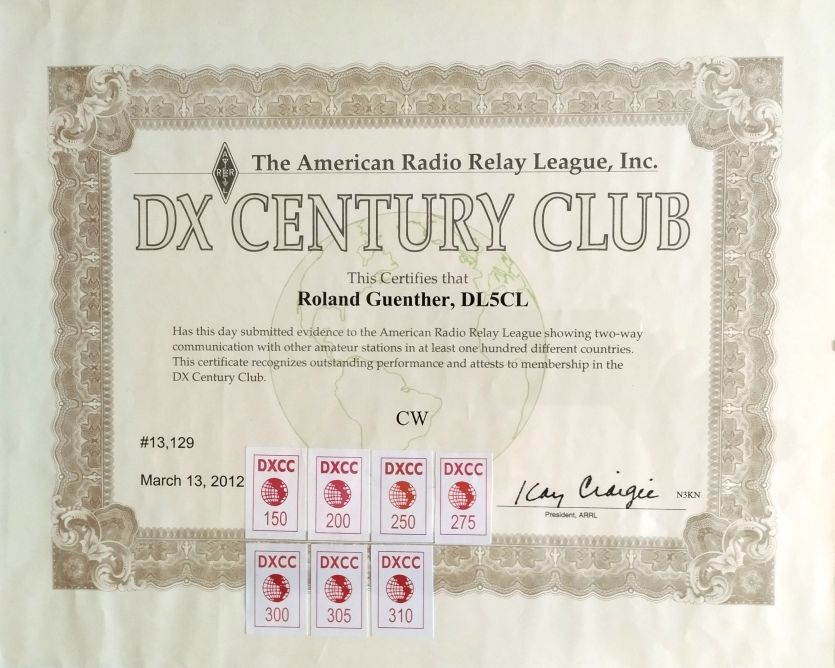 ARRL
The American Radio Relay League, Inc.
DX CENTURY CLUB
This Certifies that
Roland Guenther, DL5CL
Has this day submitted evidence to the American Radio Relay League showing two-way
communication with other amateur stations in at least one hundred different countries.
This certificate recognizes outstanding performance and attests to membership in the
DX Century Club.
CW
#13,129
March 13, 2012
DXCC
150
DXCC
200
DXCC
250
DXCC
275
Kay Craigie
N3KN
President, ARRL
DXCC
300
DXCC
305
DXCC
310